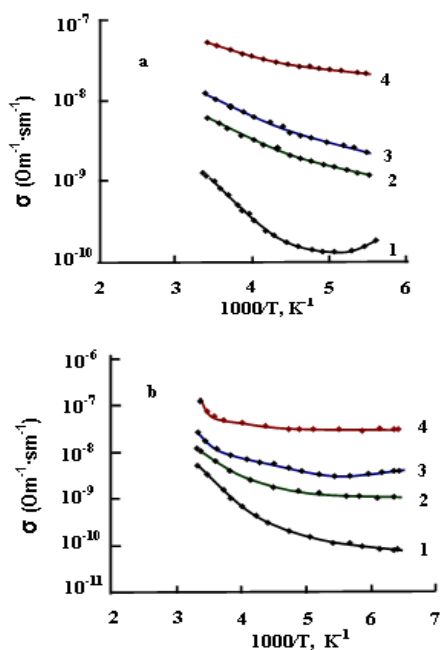 10⁻⁷
a
4
10⁻⁸
σ (Om⁻¹·sm⁻¹)
3
2
10⁻⁹
1
10⁻¹⁰
2 3 4 5 6
1000/T, K⁻¹
10⁻⁶
b
10⁻⁷
4
10⁻⁸
σ (Om⁻¹·sm⁻¹)
3
10⁻⁹
2
10⁻¹⁰
1
10⁻¹¹
2 3 4 5 6 7
1000/T, K⁻¹